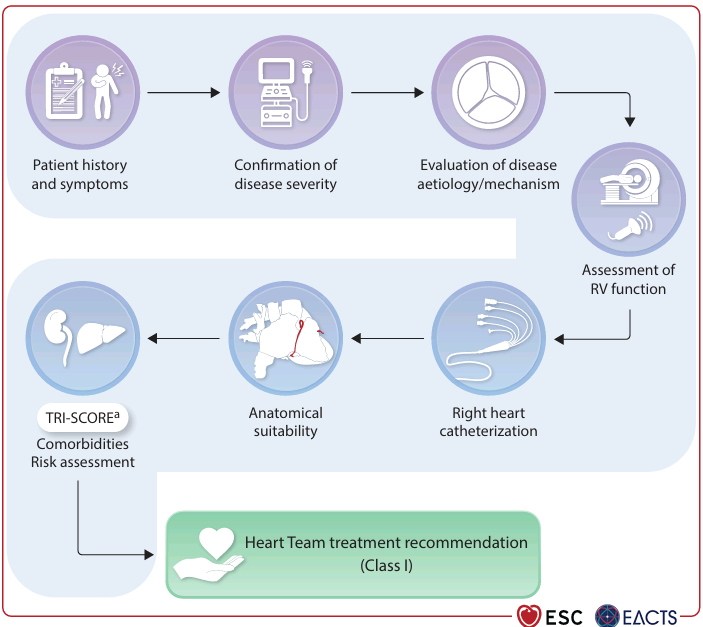 Patient history
and symptoms
Confirmation of
disease severity
Evaluation of disease
aetiology/mechanism
Assessment of
RV function
Right heart
catheterization
Anatomical
suitability
TRI-SCOREa
Comorbidities
Risk assessment
Heart Team treatment recommendation
(Class I)
ESC
EACTS